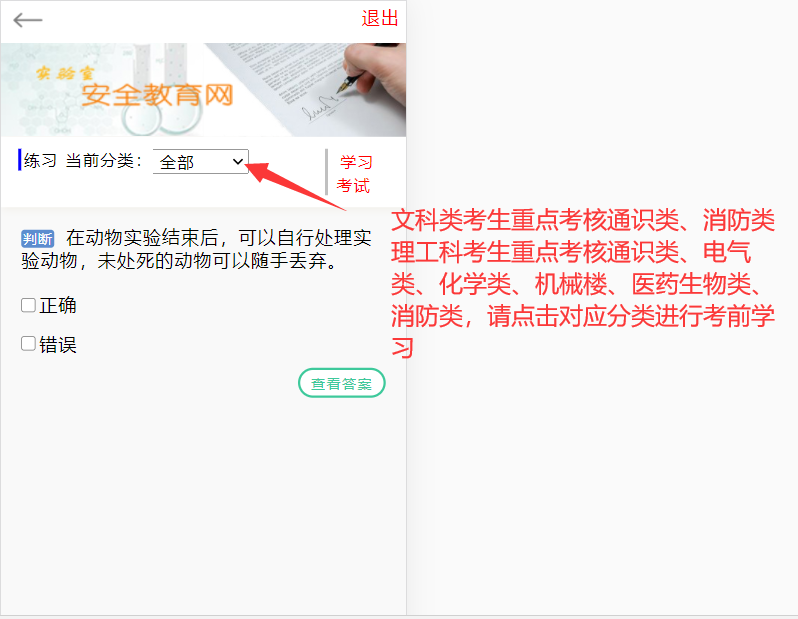 退出
实验室
安全教育网
练习 当前分类： 全部
学习
考试
判断 在动物实验结束后，可以自行处理实
验动物，未处死的动物可以随手丢弃。
正确
错误
查看答案
文科类考生重点考核通识类、消防类
理工科考生重点考核通识类、电气
类、化学类、机械楼、医药生物类、
消防类，请点击对应分类进行考前学
习